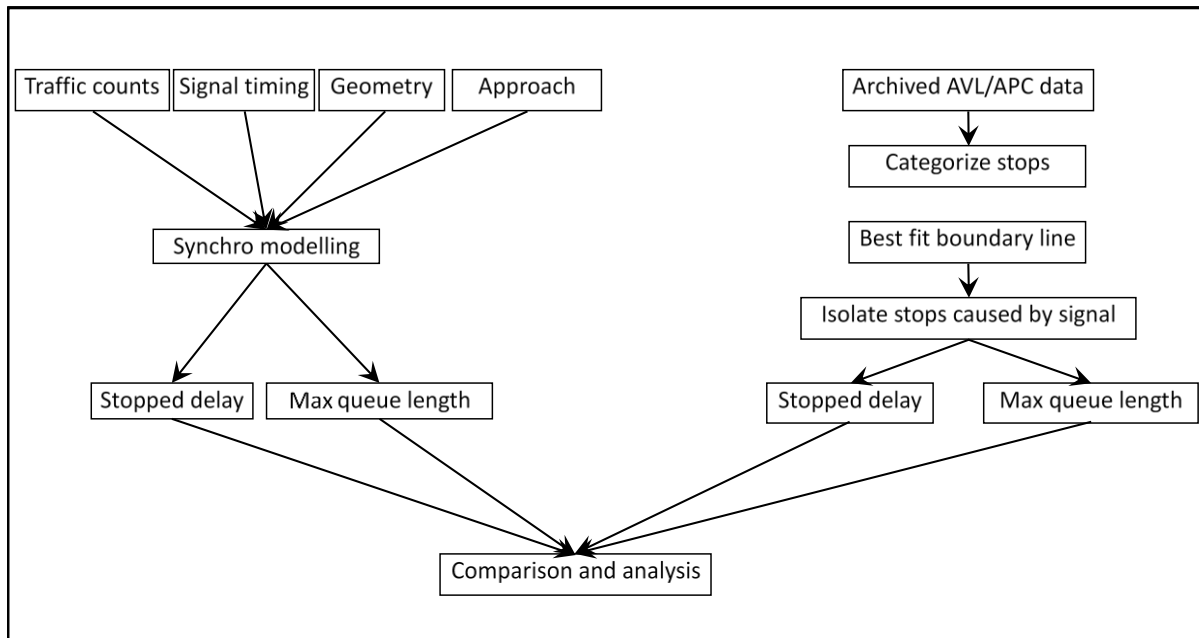 Traffic counts
Signal timing
Geometry
Approach
Archived AVL/APC data
Categorize stops
Synchro modelling
Best fit boundary line
Isolate stops caused by signal
Stopped delay
Max queue length
Stopped delay
Max queue length
Comparison and analysis